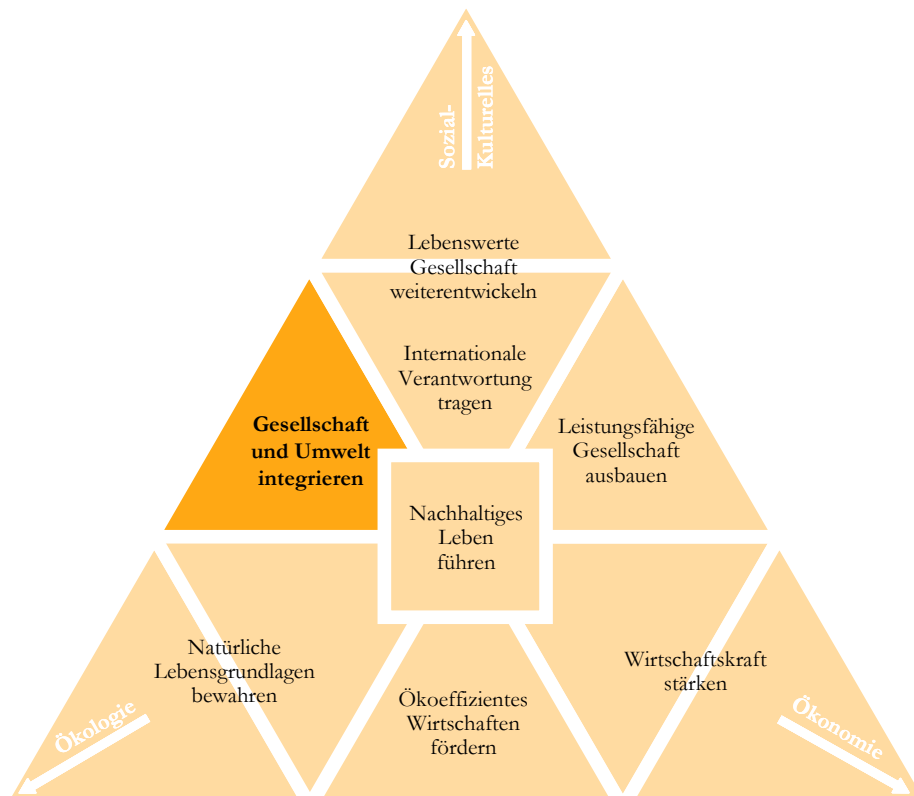 Sozial-
Kulturelles
Lebenswerte
Gesellschaft
weiterentwickeln
Internationale
Verantwortung
tragen
Gesellschaft
und Umwelt
integrieren
Leistungsfähige
Gesellschaft
ausbauen
Nachhaltiges
Leben
führen
Natürliche
Lebensgrundlagen
bewahren
Ökoeffizientes
Wirtschaften
fördern
Wirtschaftskraft
stärken
Ökologie
Ökonomie